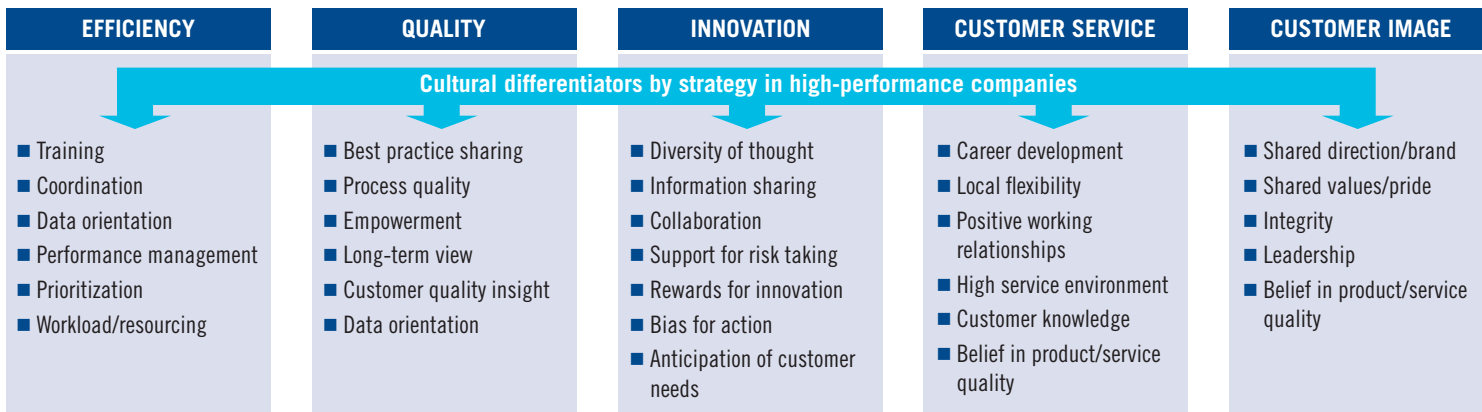 EFFICIENCY
QUALITY
INNOVATION
CUSTOMER SERVICE
CUSTOMER IMAGE
Cultural differentiators by strategy in high-performance companies
■ Training
■ Coordination
■ Data orientation
■ Performance management
■ Prioritization
■ Workload/resourcing
■ Best practice sharing
■ Process quality
■ Empowerment
■ Long-term view
■ Customer quality insight
■ Data orientation
■ Diversity of thought
■ Information sharing
■ Collaboration
■ Support for risk taking
■ Rewards for innovation
■ Bias for action
■ Anticipation of customer
needs
■ Career development
■ Local flexibility
■ Positive working
relationships
■ High service environment
■ Customer knowledge
■ Belief in product/service
quality
■ Shared direction/brand
■ Shared values/pride
■ Integrity
■ Leadership
■ Belief in product/service
quality